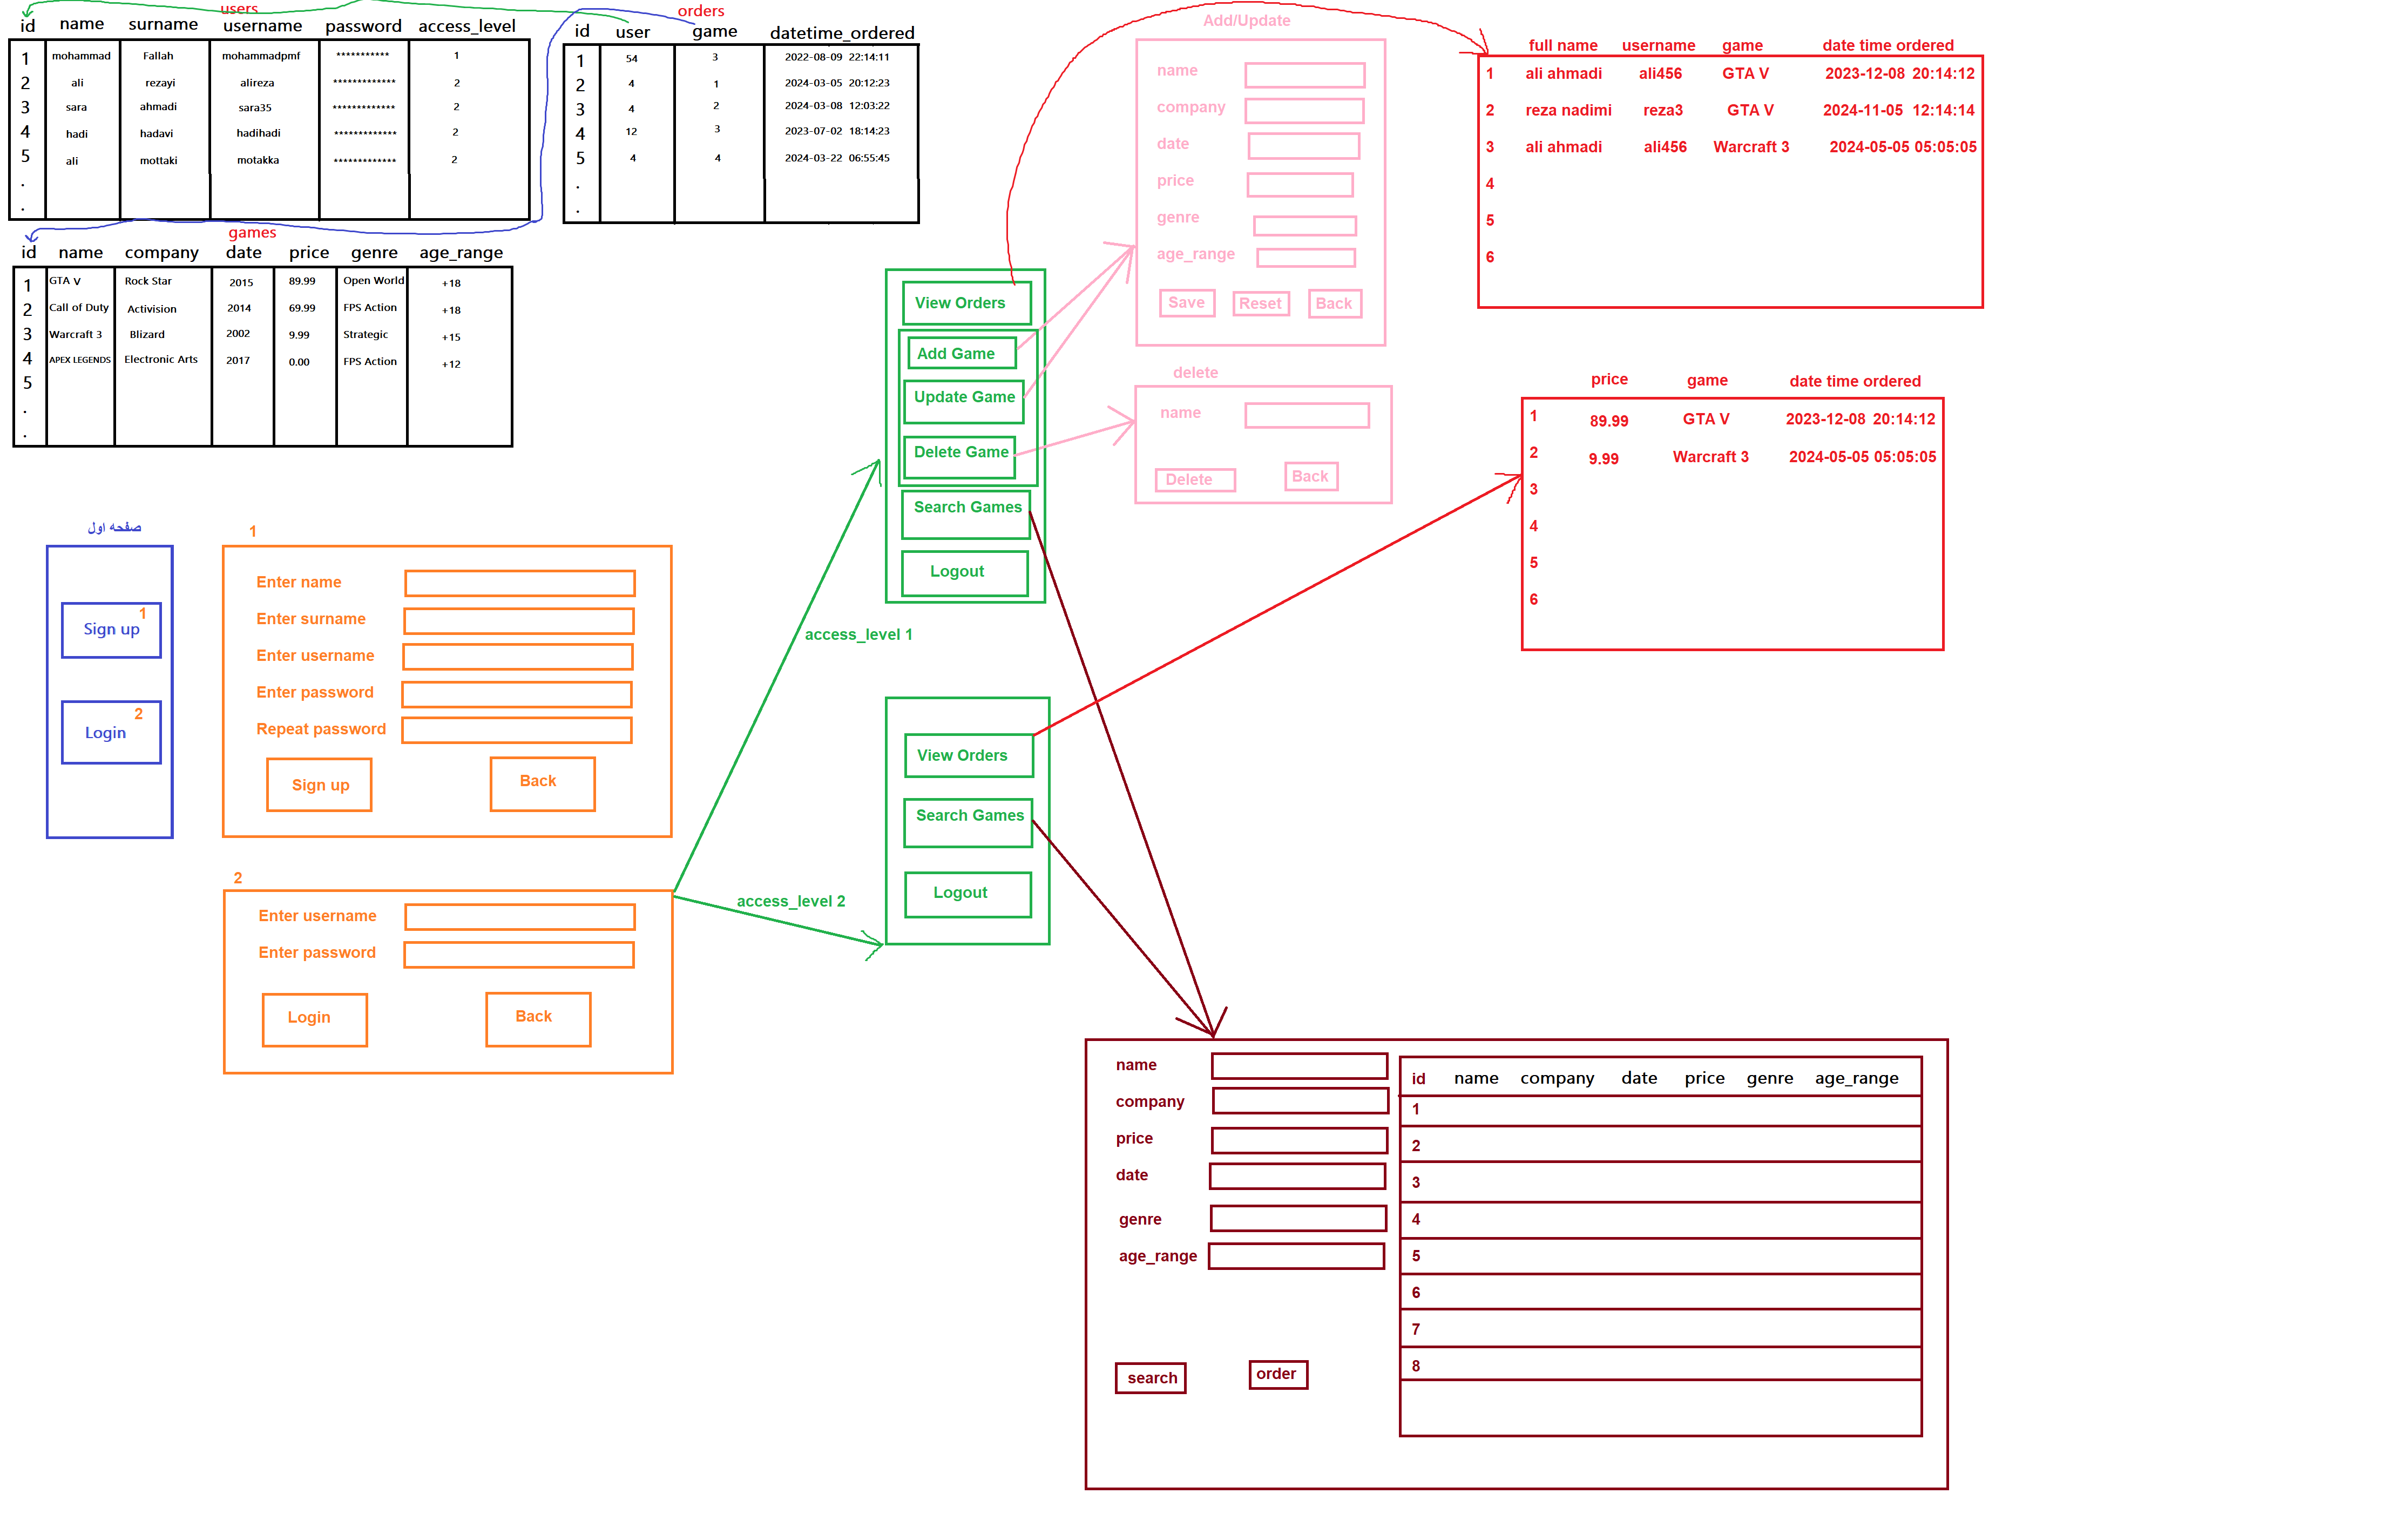 users
id name surname username password access_level
1 mohammad Fallah mohammadpmf *********** 1
2 ali rezayi alireza ************* 2
3 sara ahmadi sara35 ************* 2
4 hadi hadavi hadihadi ************* 2
5 ali mottaki motakka ************* 2
.
.
orders
id user game datetime_ordered
1 54 3 2022-08-09 22:14:11
2 4 1 2024-03-05 20:12:23
3 4 2 2024-03-08 12:03:22
4 12 3 2023-07-02 18:14:23
5 4 4 2024-03-22 06:55:45
.
.
games
id name company date price genre age_range
1 GTA V Rock Star 2015 89.99 Open World +18
2 Call of Duty Activision 2014 69.99 FPS Action +18
3 Warcraft 3 Blizard 2002 9.99 Strategic +15
4 APEX LEGENDS Electronic Arts 2017 0.00 FPS Action +12
5
.
.
صفحه اول
Sign up 1
Login 2
1
Enter name
Enter surname
Enter username
Enter password
Repeat password
Sign up Back
2
Enter username
Enter password
Login Back
access_level 1
access_level 2
View Orders
Add Game
Update Game
Delete Game
Search Games
Logout
View Orders
Search Games
Logout
Add/Update
name
company
date
price
genre
age_range
Save Reset Back
delete
name
Delete Back
full name username game date time ordered
1 ali ahmadi ali456 GTA V 2023-12-08 20:14:12
2 reza nadimi reza3 GTA V 2024-11-05 12:14:14
3 ali ahmadi ali456 Warcraft 3 2024-05-05 05:05:05
4
5
6
price game date time ordered
1 89.99 GTA V 2023-12-08 20:14:12
2 9.99 Warcraft 3 2024-05-05 05:05:05
3
4
5
6
name
company
price
date
genre
age_range
search order
id name company date price genre age_range
1
2
3
4
5
6
7
8